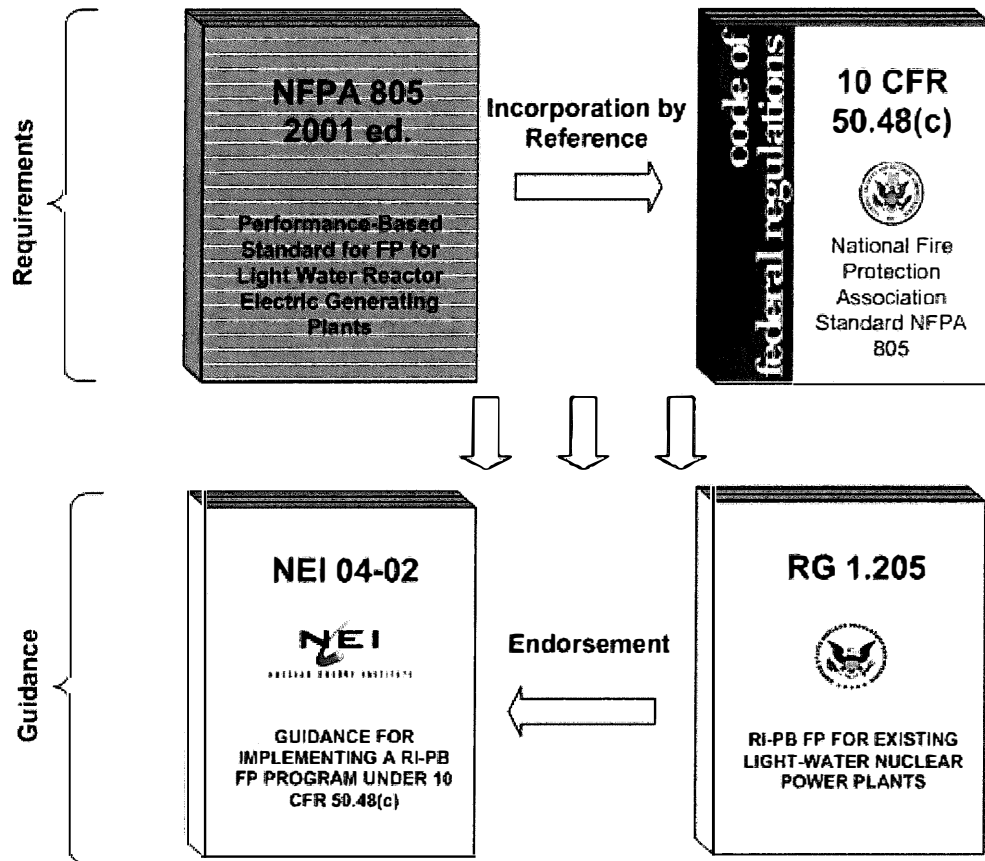 Requirements
NFPA 805
2001 ed.
Performance-Based
Standard for FP for
Light Water Reactor
Electric Generating
Plants
Incorporation by
Reference
code of
federal regulations
10 CFR
50.48(c)
National Fire
Protection
Association
Standard NFPA
805
Guidance
NEI 04-02
NEI
NUCLEAR ENERGY INSTITUTE
GUIDANCE FOR
IMPLEMENTING A RI-PB
FP PROGRAM UNDER 10
CFR 50.48(c)
Endorsement
RG 1.205
RI-PB FP FOR EXISTING
LIGHT-WATER NUCLEAR
POWER PLANTS